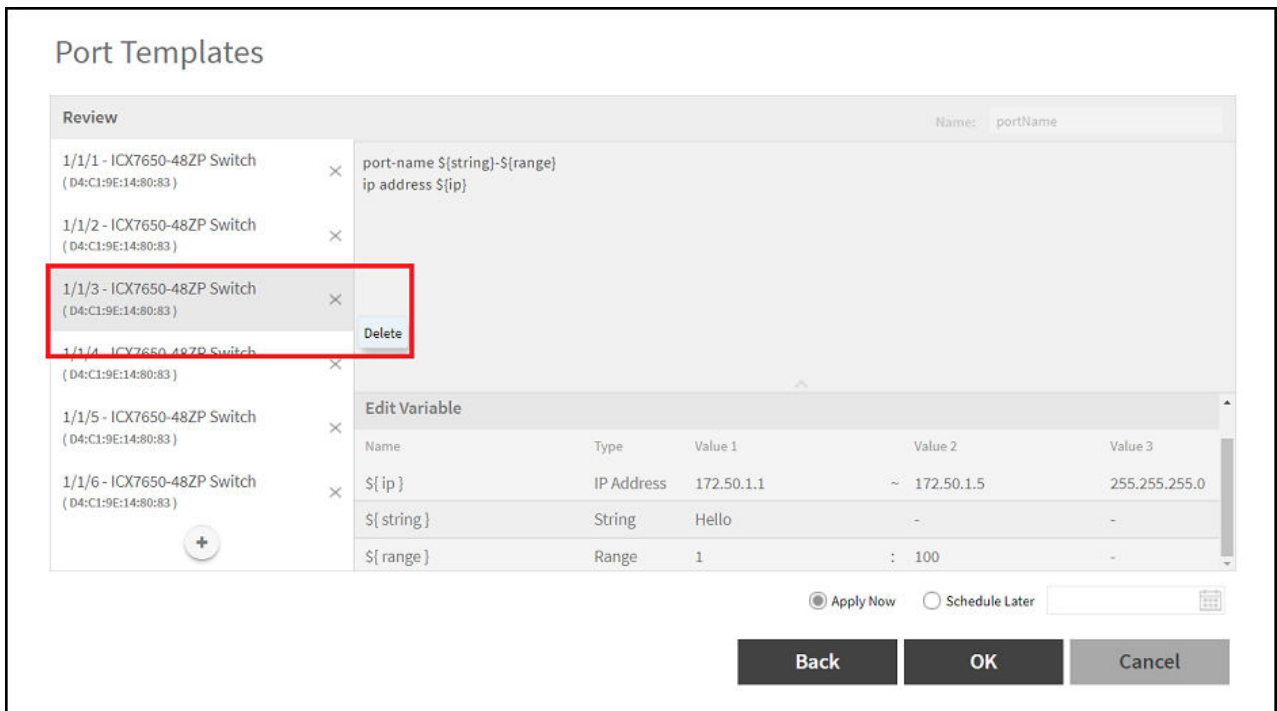 Port Templates
Review
Name: portName
1/1/1 - ICX7650-48ZP Switch
( D4:C1:9E:14:80:83 )
1/1/2 - ICX7650-48ZP Switch
( D4:C1:9E:14:80:83 )
1/1/3 - ICX7650-48ZP Switch
( D4:C1:9E:14:80:83 )
Delete
1/1/4 - ICX7650-48ZP Switch
( D4:C1:9E:14:80:83 )
1/1/5 - ICX7650-48ZP Switch
( D4:C1:9E:14:80:83 )
1/1/6 - ICX7650-48ZP Switch
( D4:C1:9E:14:80:83 )
port-name ${string}-${range}
ip address ${ip}
Edit Variable
Name Type Value 1 Value 2 Value 3
${ ip } IP Address 172.50.1.1 ~ 172.50.1.5 255.255.255.0
${ string } String Hello - -
${ range } Range 1 : 100 -
Apply Now Schedule Later
Back OK Cancel